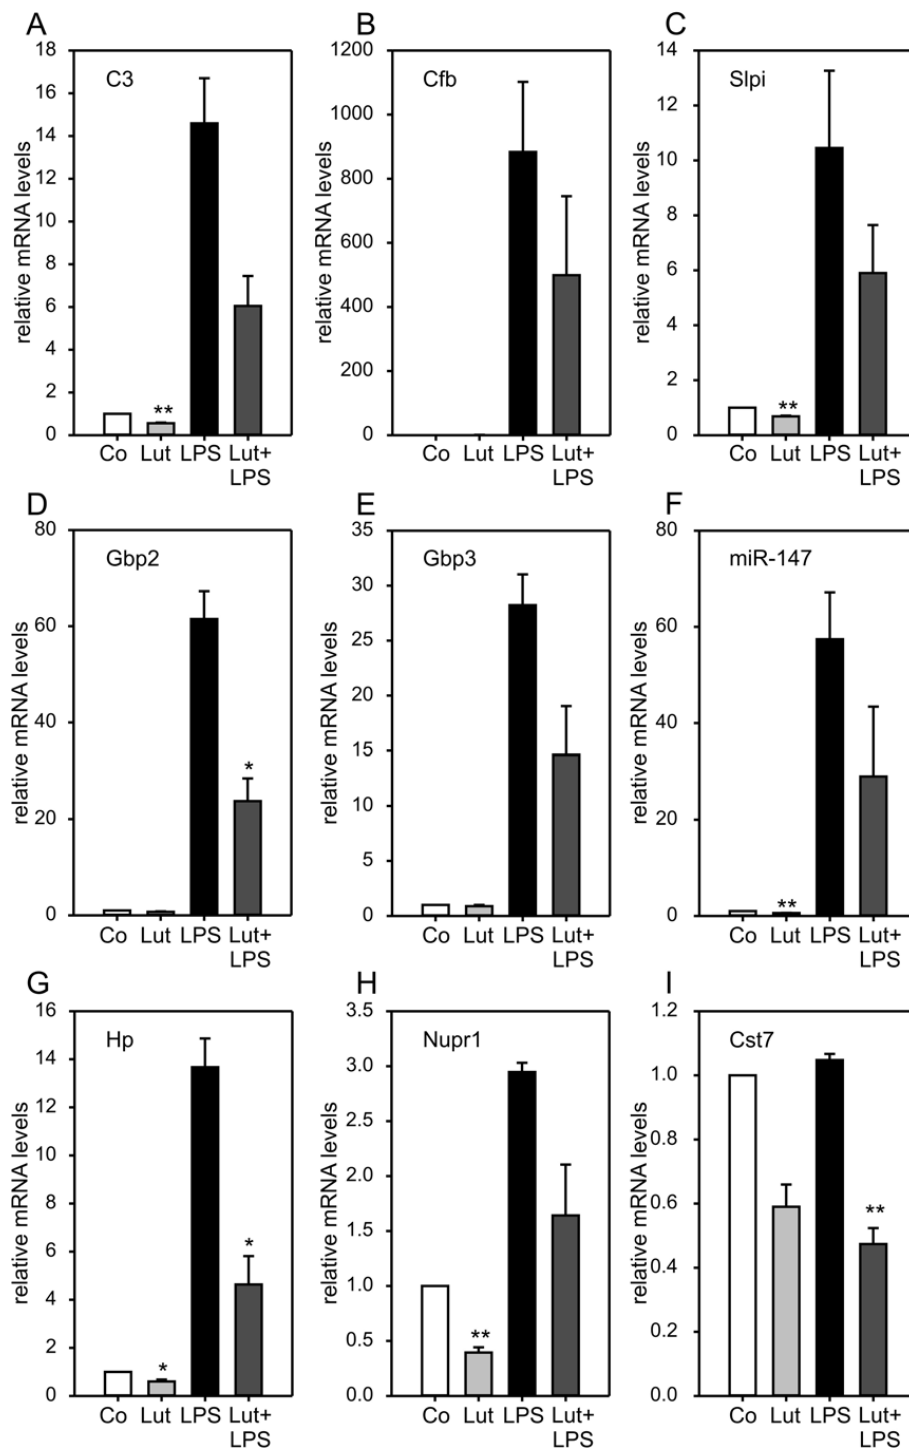 A
B
C
18
16
14
12
10
8
6
4
2
0
relative mRNA levels
C3
**
Co Lut LPS Lut+
LPS
1200
1000
800
600
400
200
0
relative mRNA levels
Cfb
Co Lut LPS Lut+
LPS
14
12
10
8
6
4
2
0
relative mRNA levels
Slpi
**
Co Lut LPS Lut+
LPS
D
E
F
80
60
40
20
0
relative mRNA levels
Gbp2
*
Co Lut LPS Lut+
LPS
35
30
25
20
15
10
5
0
relative mRNA levels
Gbp3
Co Lut LPS Lut+
LPS
80
60
40
20
0
relative mRNA levels
miR-147
**
Co Lut LPS Lut+
LPS
G
H
I
16
14
12
10
8
6
4
2
0
relative mRNA levels
Hp
*
*
Co Lut LPS Lut+
LPS
3.5
3.0
2.5
2.0
1.5
1.0
0.5
0.0
relative mRNA levels
Nupr1
**
Co Lut LPS Lut+
LPS
1.2
1.0
0.8
0.6
0.4
0.2
0.0
relative mRNA levels
Cst7
**
Co Lut LPS Lut+
LPS